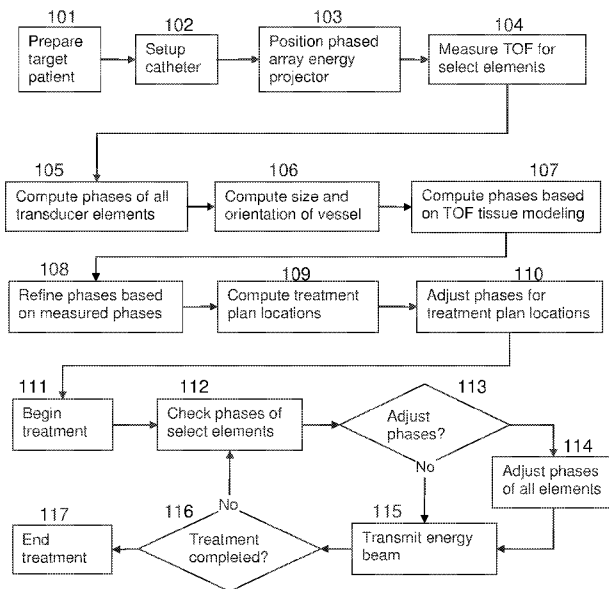 101
Prepare
target
patient
102
Setup
catheter
103
Position phased
array energy
projector
104
Measure TOF for
select elements
105
Compute phases of all
transducer elements
106
Compute size and
orientation of vessel
107
Compute phases based
on TOF tissue modeling
108
Refine phases based
on measured phases
109
Compute treatment
plan locations
110
Adjust phases for
treatment plan locations
111
Begin
treatment
112
Check phases of
select elements
113
Adjust
phases?
No
114
Adjust phases
of all elements
115
Transmit energy
beam
116
No
Treatment
completed?
117
End
treatment